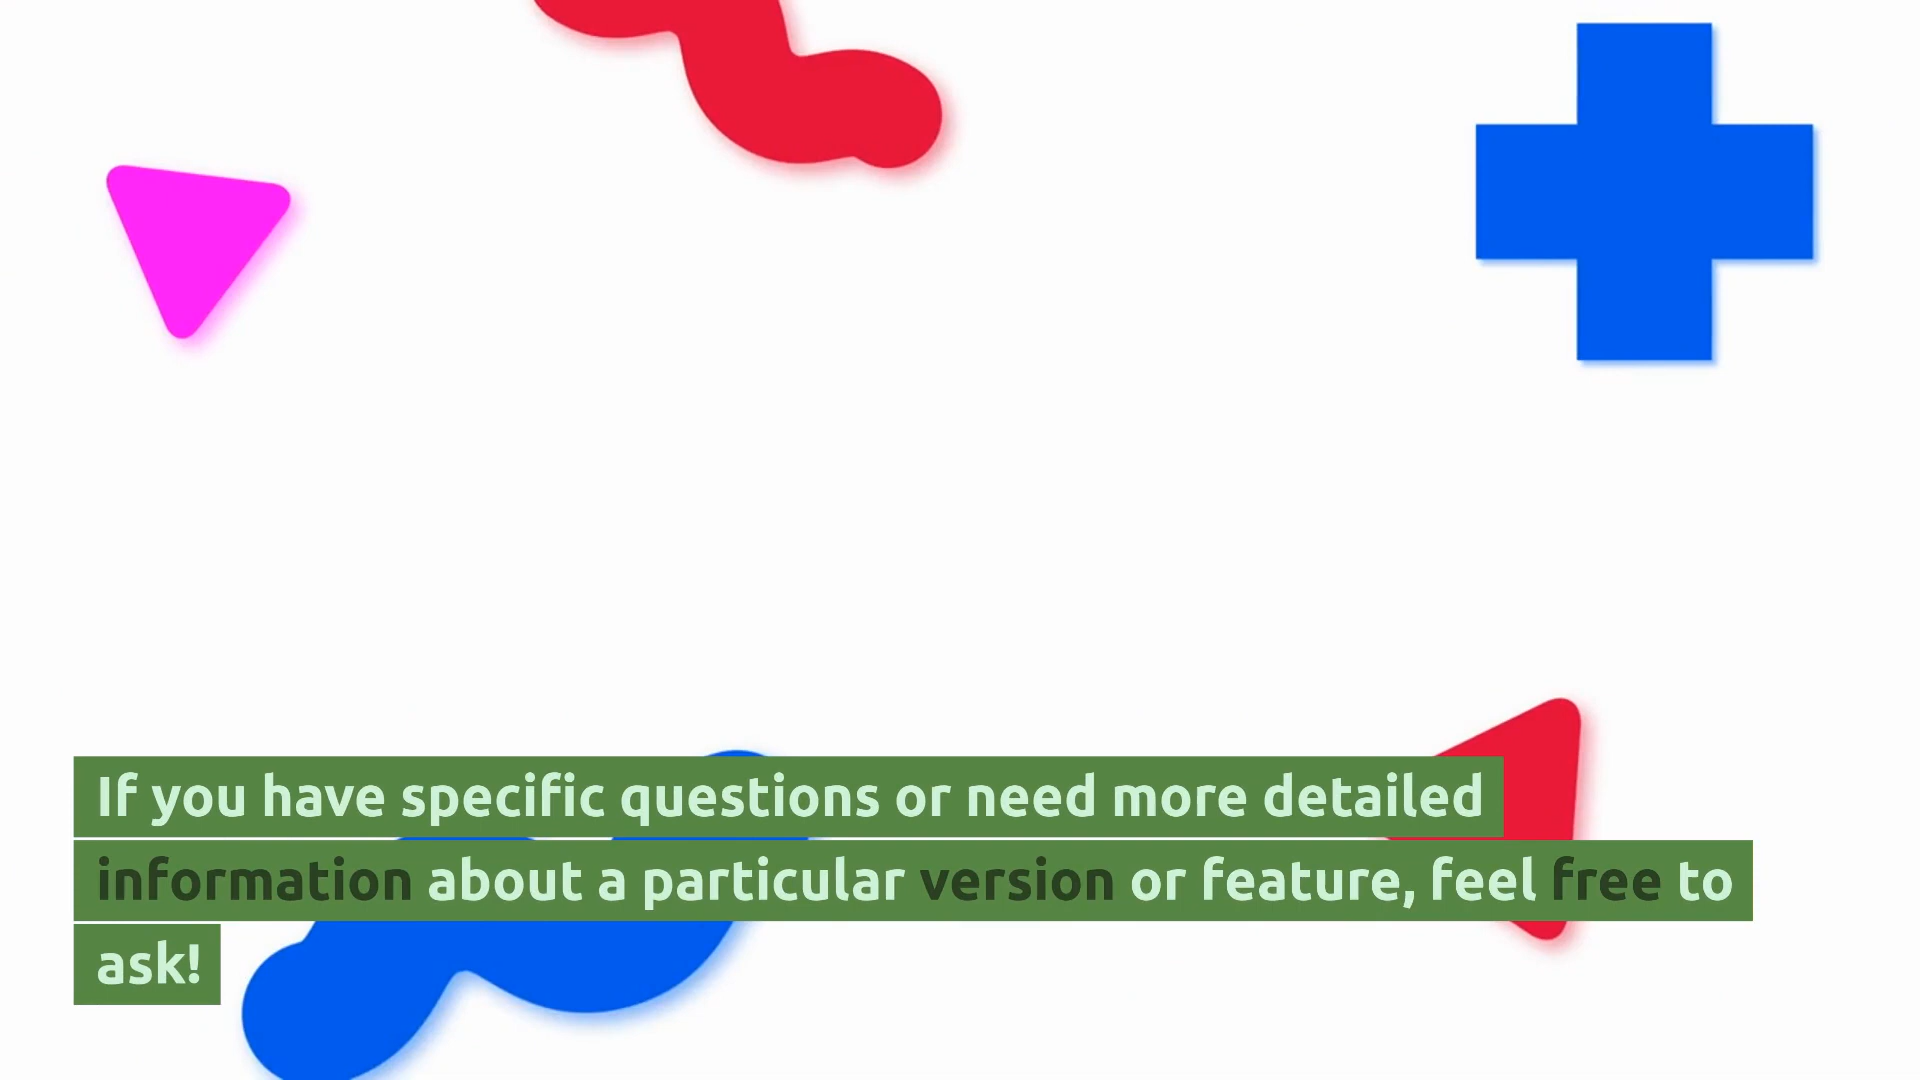 If you have specific questions or need more detailed
information about a particular version or feature, feel free to
ask!